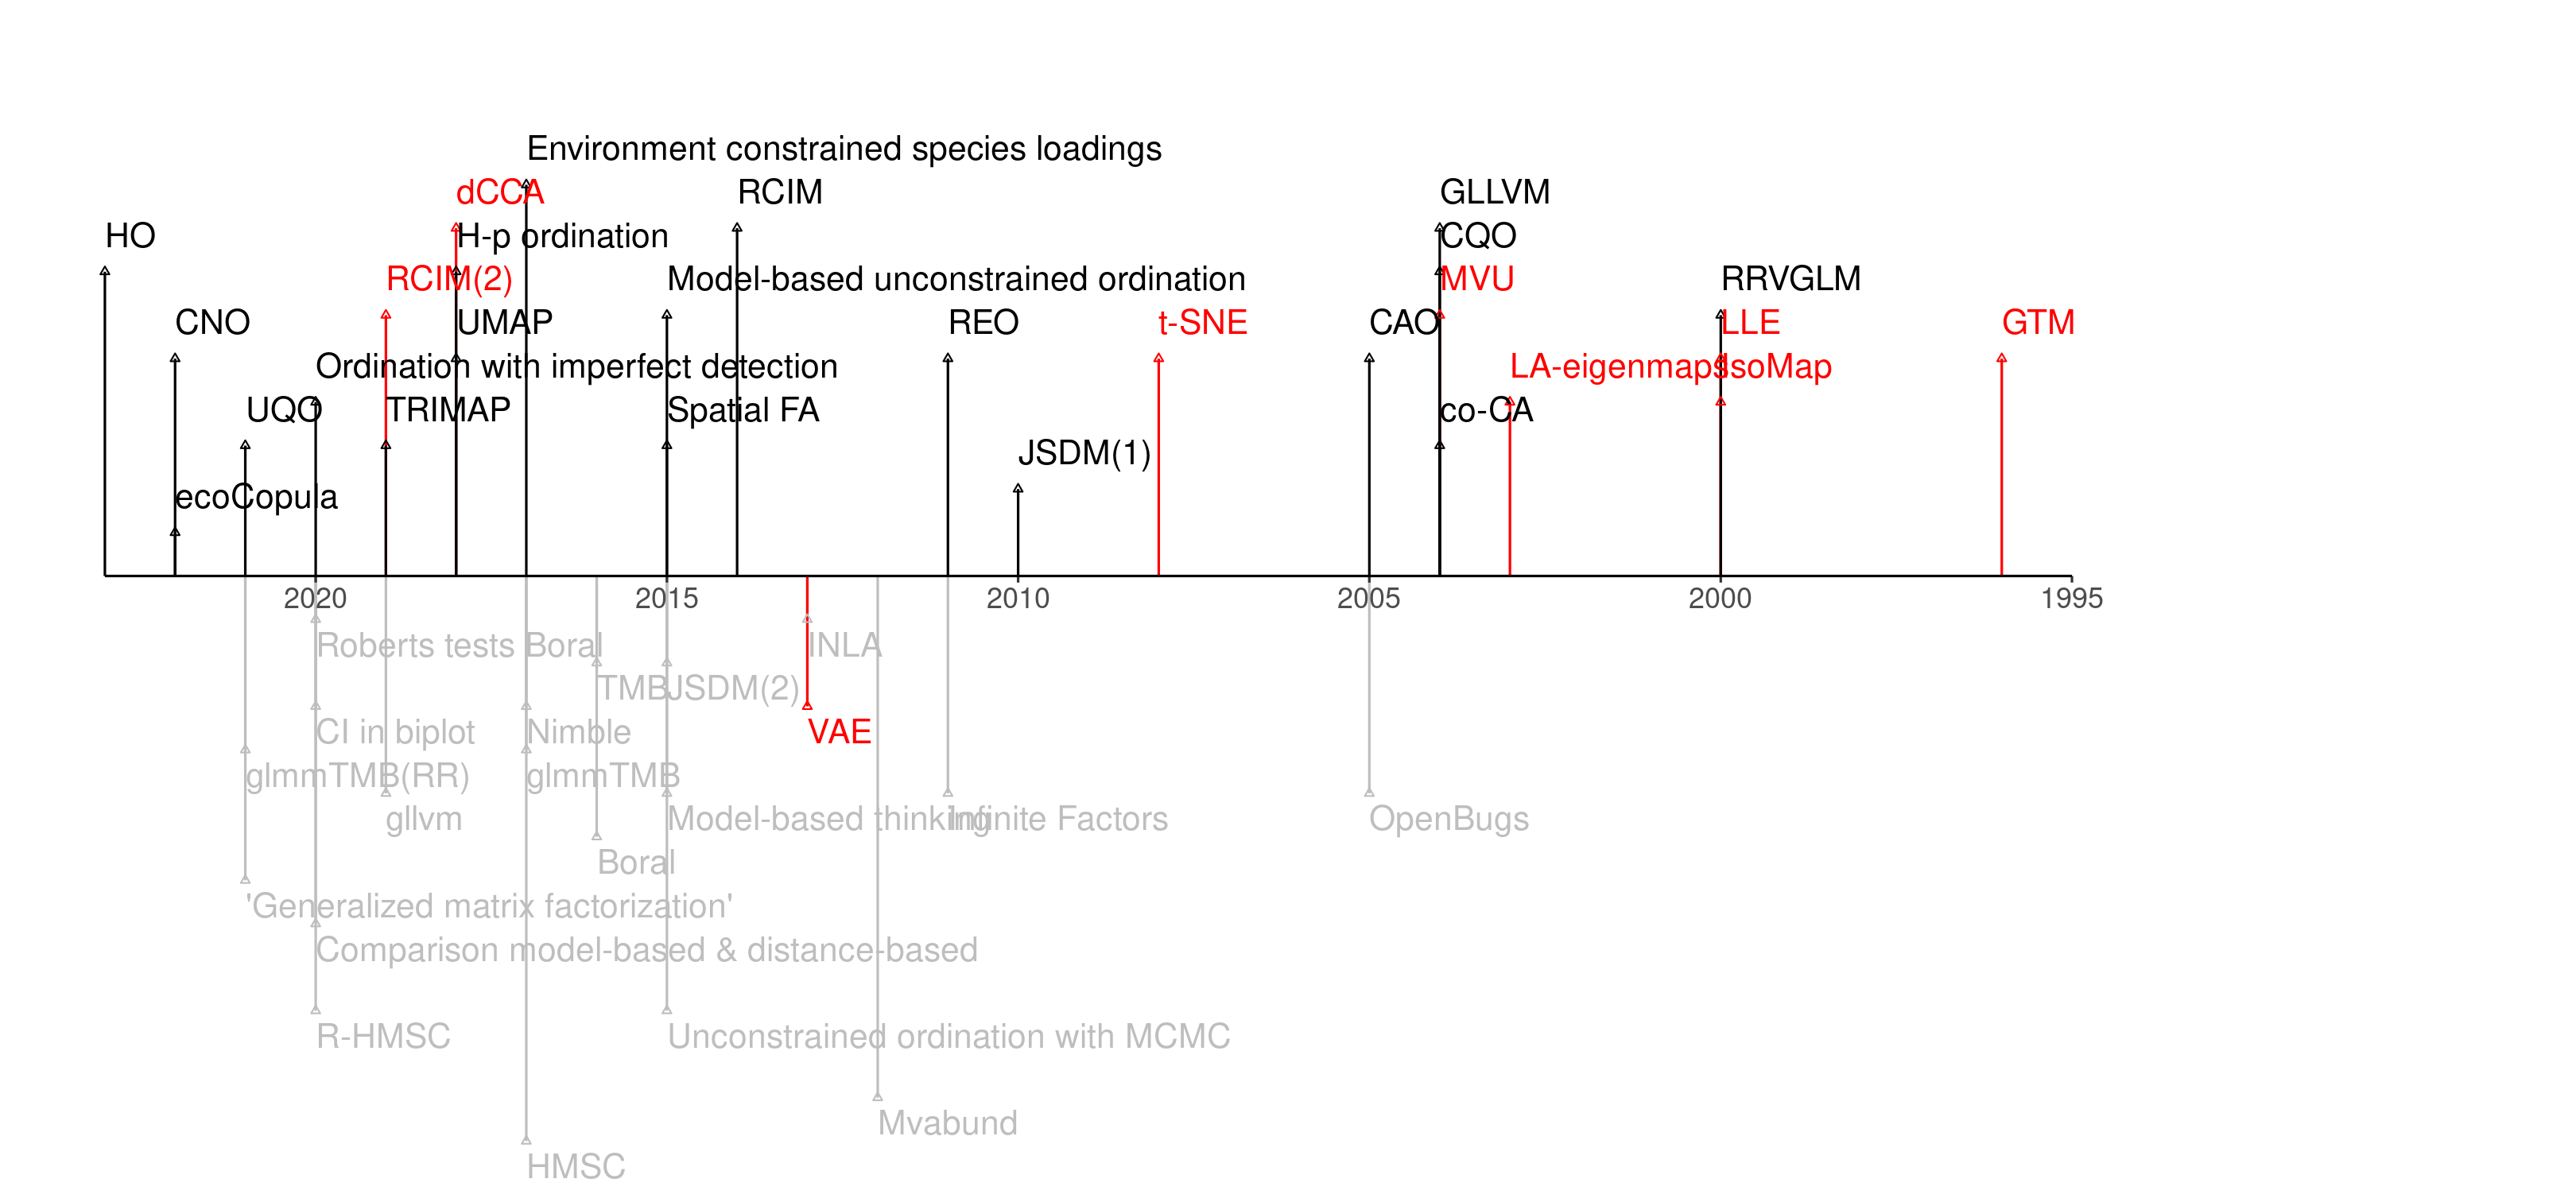 Environment constrained species loadings
dCCA
RCIM
GLLVM
HO
H-p ordination
CQO
RCIM(2)
Model-based unconstrained ordination
MVU
RRVGLM
CNO
UMAP
REO
t-SNE
CAO
LLE
GTM
Ordination with imperfect detection
LA-eigenmaps
IsoMap
UQO
TRIMAP
Spatial FA
co-CA
JSDM(1)
ecoCopula
2020
2015
2010
2005
2000
1995
Roberts tests Boral
INLA
TMB
JSDM(2)
CI in biplot
Nimble
VAE
glmmTMB(RR)
glmmTMB
gllvm
Model-based thinking
Infinite Factors
OpenBugs
Boral
'Generalized matrix factorization'
Comparison model-based & distance-based
R-HMSC
Unconstrained ordination with MCMC
Mvabund
HMSC